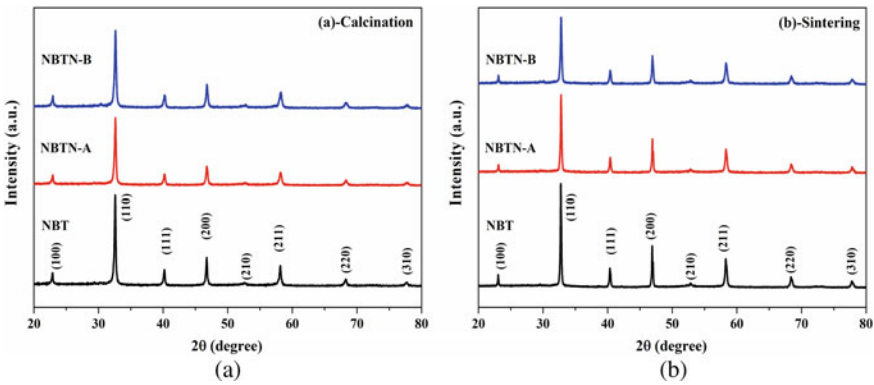 (a)-Calcination
NBTN-B
NBTN-A
NBT
(100)
(110)
(111)
(200)
(210)
(211)
(220)
(310)
Intensity (a.u.)
20 30 40 50 60 70 80
2θ (degree)
(a)
(b)-Sintering
NBTN-B
NBTN-A
NBT
(100)
(110)
(111)
(200)
(210)
(211)
(220)
(310)
Intensity (a.u.)
20 30 40 50 60 70 80
2θ (degree)
(b)